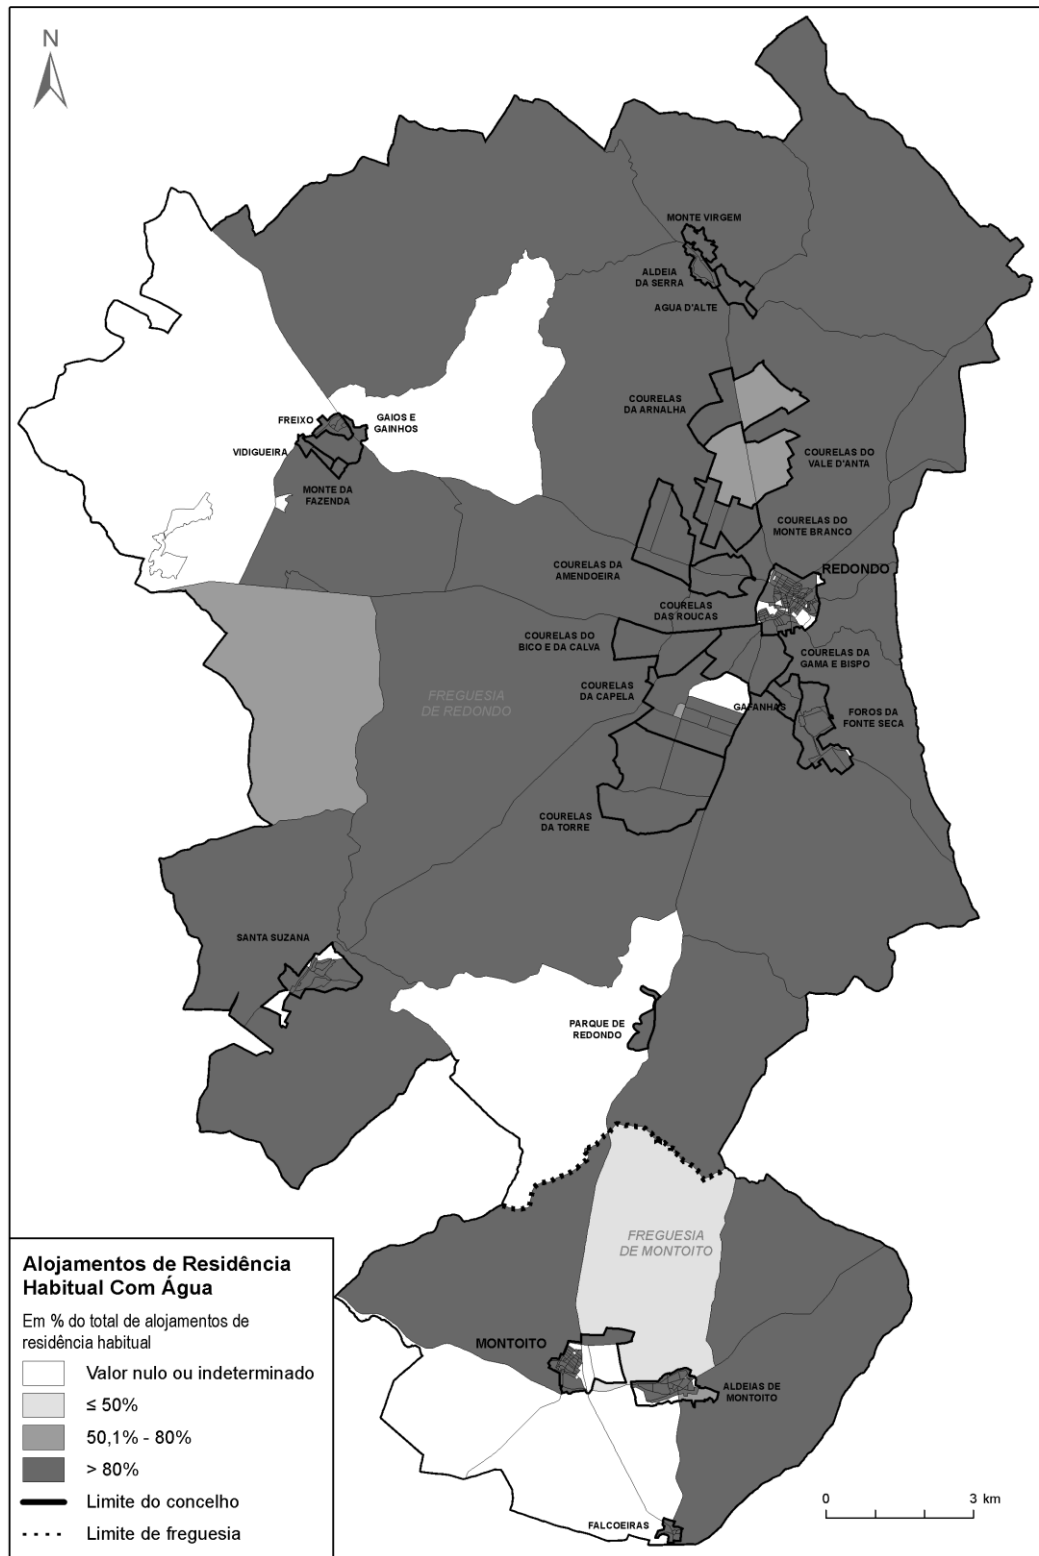 N
MONTE VIRGEM
ALDEIA
DA SERRA
AGUA D'ALTE
COURELAS
DA ARNALHA
FREIXO
GAIOS E
GAINHOS
VIDIGUEIRA
COURELAS DO
VALE D'ANTA
MONTE DA
FAZENDA
COURELAS DO
MONTE BRANCO
COURELAS DA
AMENDOEIRA
REDONDO
COURELAS
DAS ROUCAS
COURELAS DO
BICO E DA CALVA
COURELAS DA
GAMA E BISPO
COURELAS
DA CAPELA
FREGUESIA
DE REDONDO
GAFANHAS
FOROS DA
FONTE SECA
COURELAS
DA TORRE
SANTA SUZANA
PARQUE DE
REDONDO
FREGUESIA
DE MONTOITO
MONTOITO
ALDEIAS DE
MONTOITO
FALCOEIRAS
Alojamentos de Residência
Habitual Com Água
Em % do total de alojamentos de
residência habitual
Valor nulo ou indeterminado
≤ 50%
50,1% - 80%
> 80%
Limite do concelho
Limite de freguesia
0 3 km